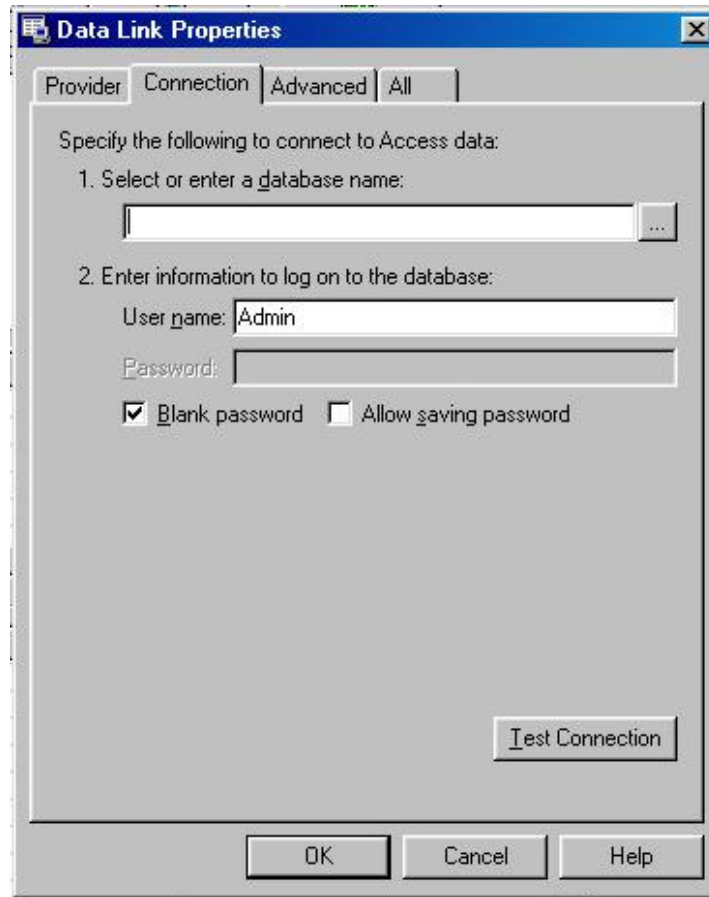 Data Link Properties
Provider Connection Advanced All
Specify the following to connect to Access data:
1. Select or enter a database name:
...
2. Enter information to log on to the database:
User name: Admin
Password:
Blank password Allow saving password
Test Connection
OK Cancel Help